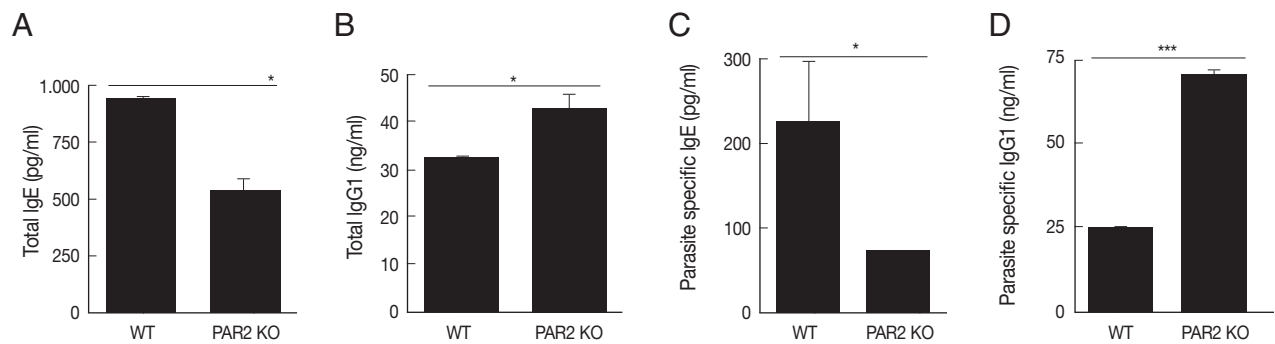 A
B
C
D
Total IgE (pg/ml)
1.000
750
500
250
0
*
WT
PAR2 KO
Total IgG1 (ng/ml)
50
40
30
20
10
0
*
WT
PAR2 KO
Parasite specific IgE (pg/ml)
300
200
100
0
*
WT
PAR2 KO
Parasite specific IgG1 (ng/ml)
75
50
25
0
***
WT
PAR2 KO